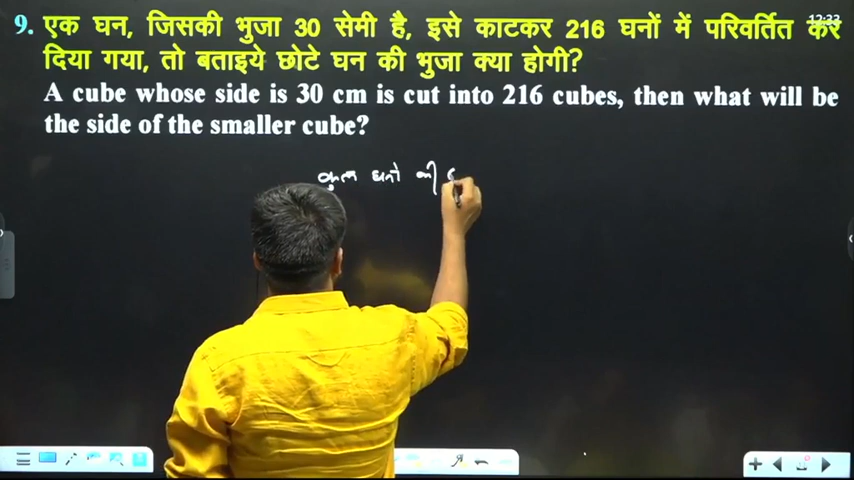 9. एक घन, जिसकी भुजा 30 सेमी है, इसे काटकर 216 घनों में परिवर्तित कर
दिया गया, तो बताइये छोटे घन की भुजा क्या होगी?
A cube whose side is 30 cm is cut into 216 cubes, then what will be
the side of the smaller cube?
कुल घनों की
12:33